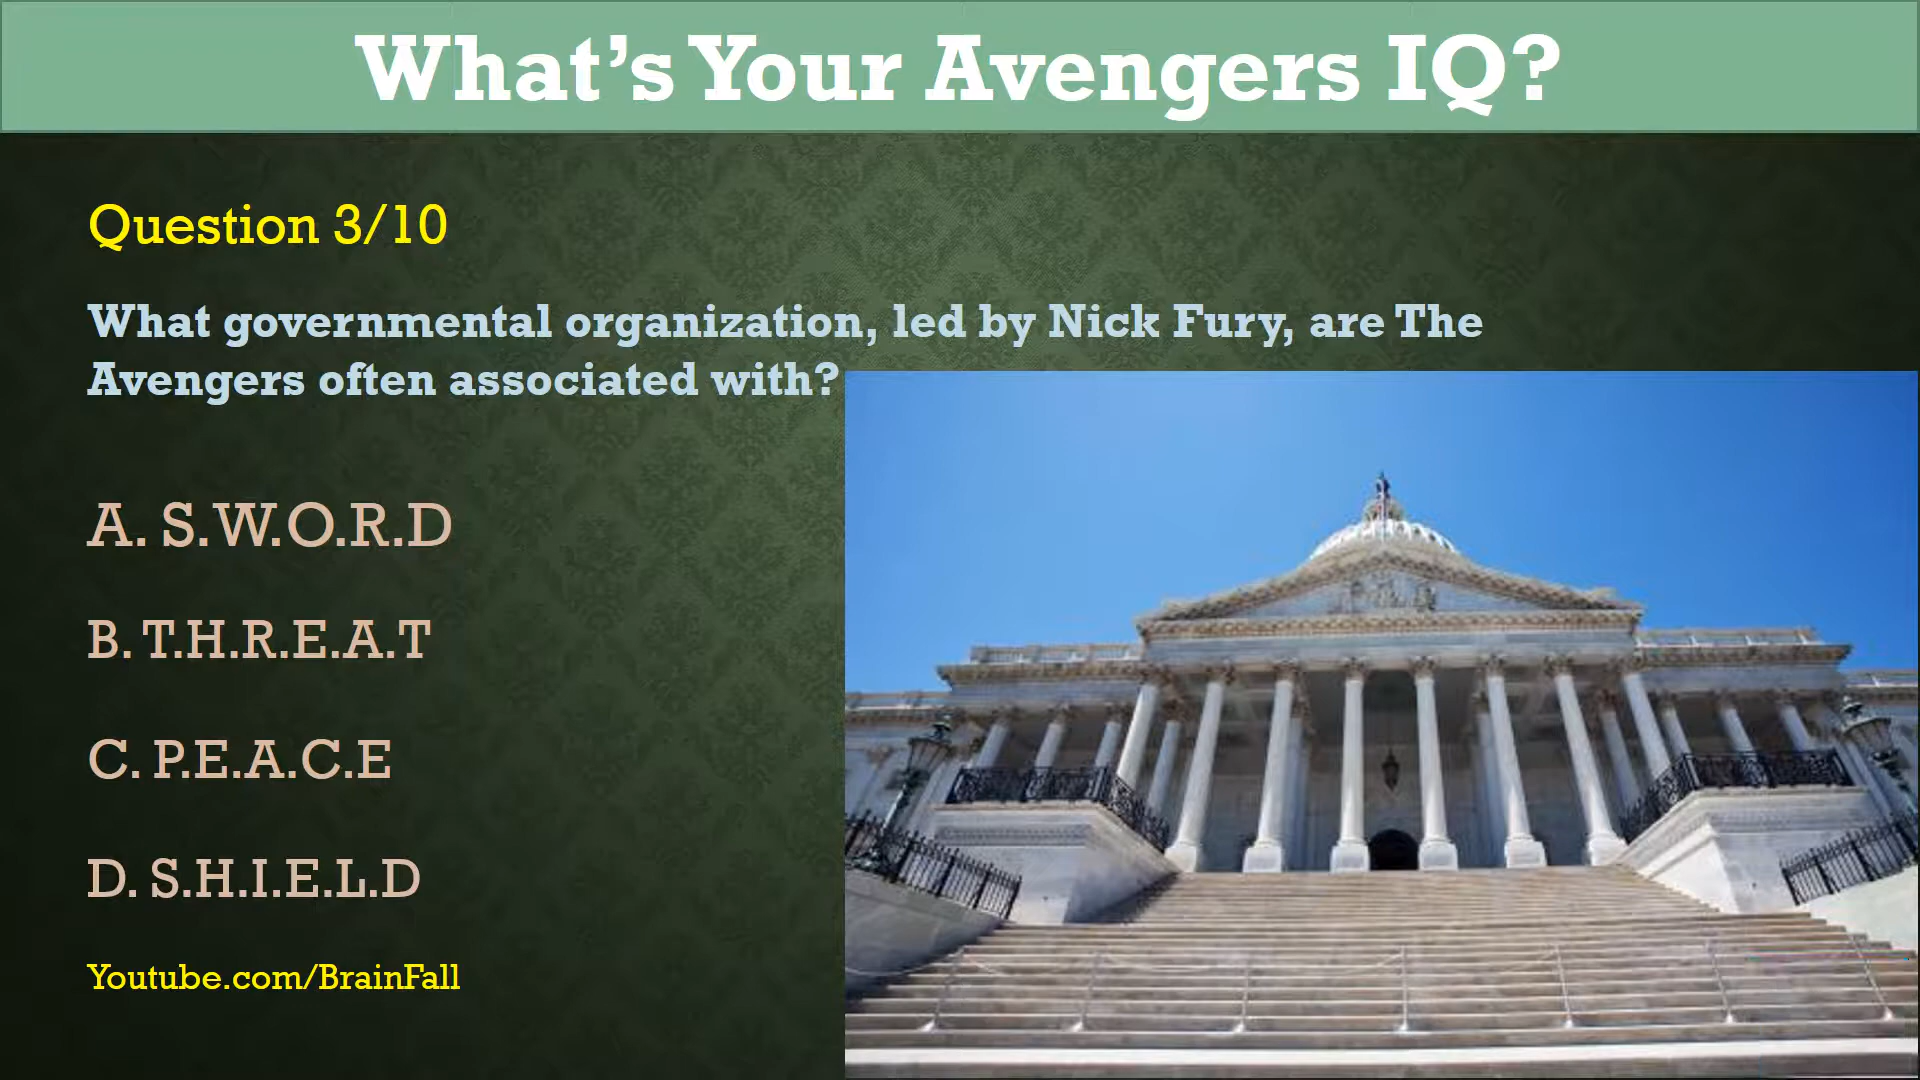 What's Your Avengers IQ?
Question 3/10
What governmental organization, led by Nick Fury, are The
Avengers often associated with?
A. S.W.O.R.D
B. T.H.R.E.A.T
C. P.E.A.C.E
D. S.H.I.E.L.D
Youtube.com/BrainFall